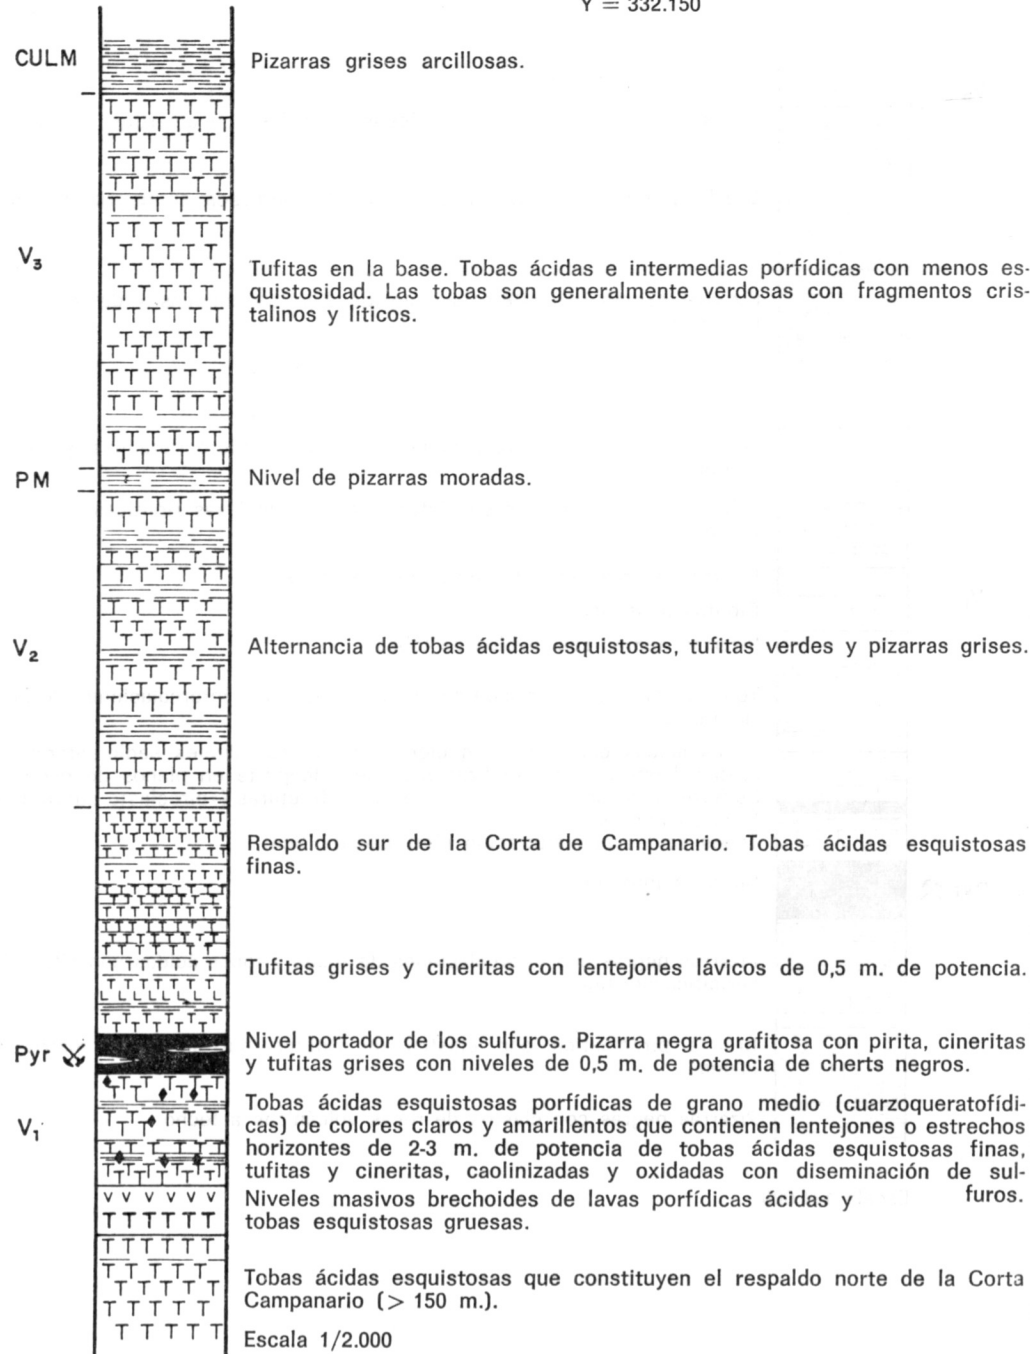 Y = 332.150
CULM
Pizarras grises arcillosas.
V₃
Tufitas en la base. Tobas ácidas e intermedias porfídicas con menos es-
quistosidad. Las tobas son generalmente verdosas con fragmentos cris-
talinos y líticos.
PM
Nivel de pizarras moradas.
V₂
Alternancia de tobas ácidas esquistosas, tufitas verdes y pizarras grises.
Respaldo sur de la Corta de Campanario. Tobas ácidas esquistosas
finas.
Tufitas grises y cineritas con lentejones lávicos de 0,5 m. de potencia.
Pyr
Nivel portador de los sulfuros. Pizarra negra grafitosa con pirita, cineritas
y tufitas grises con niveles de 0,5 m. de potencia de cherts negros.
V₁
Tobas ácidas esquistosas porfídicas de grano medio (cuarzoqueratofídi-
cas) de colores claros y amarillentos que contienen lentejones o estrechos
horizontes de 2-3 m. de potencia de tobas ácidas esquistosas finas,
tufitas y cineritas, caolinizadas y oxidadas con diseminación de sul-
furos.
Niveles masivos brechoides de lavas porfídicas ácidas y
tobas esquistosas gruesas.
Tobas ácidas esquistosas que constituyen el respaldo norte de la Corta
Campanario (> 150 m.).
Escala 1/2.000